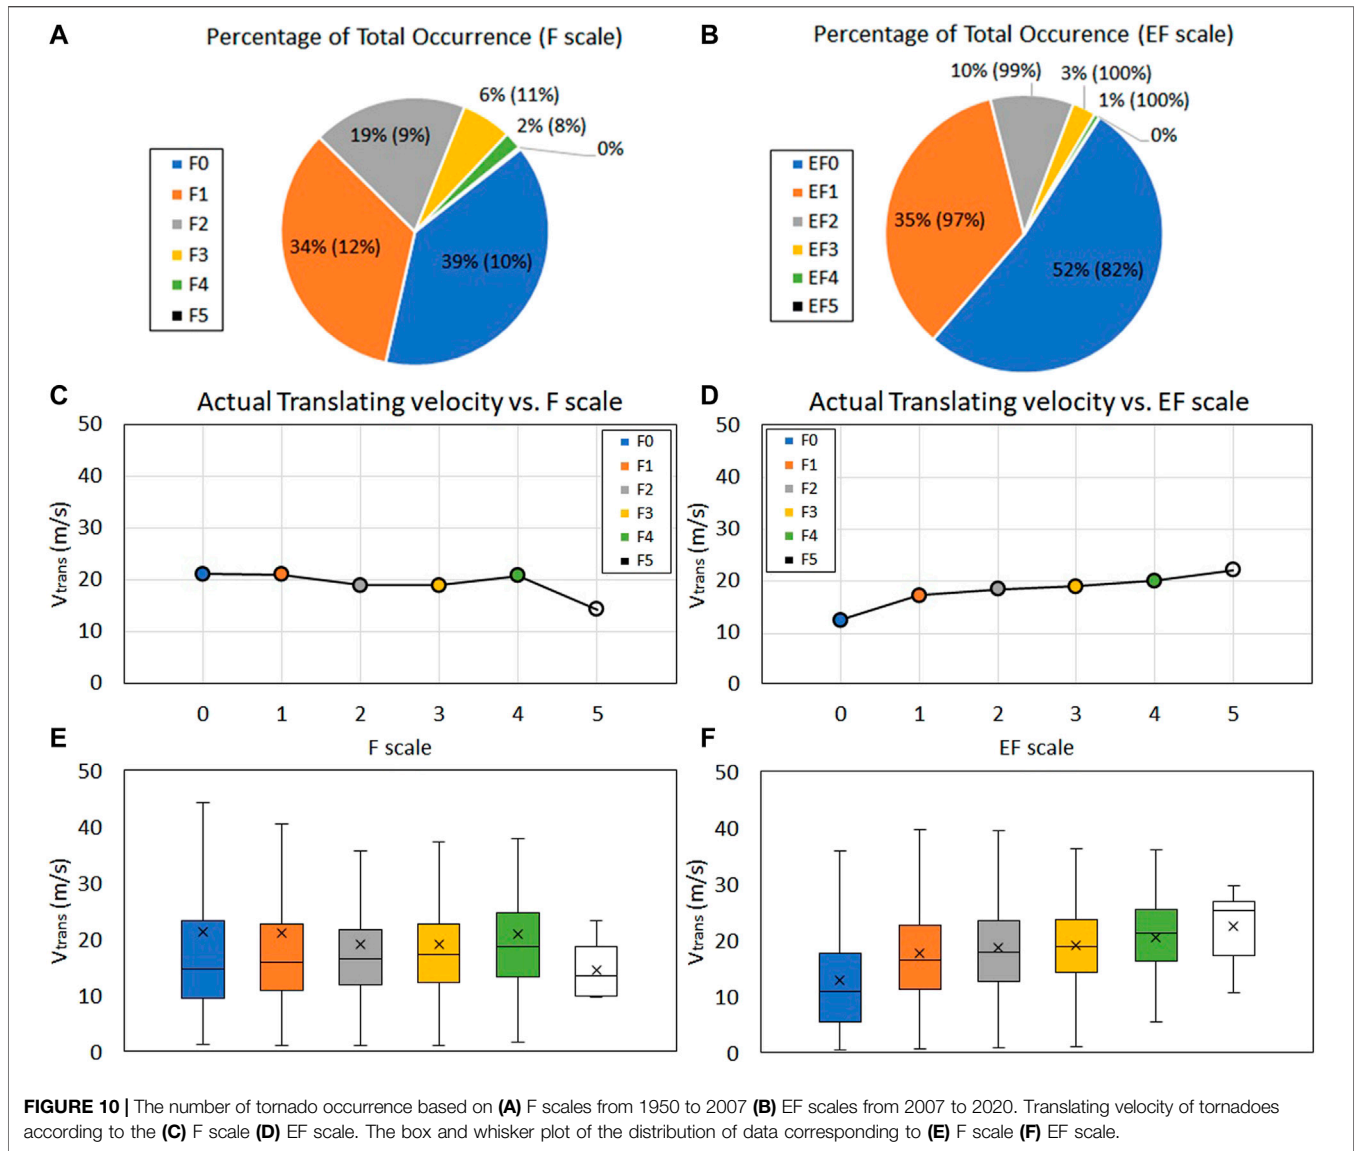 A
Percentage of Total Occurrence (F scale)
6% (11%)
2% (8%)
0%
19% (9%)
34% (12%)
39% (10%)
F0
F1
F2
F3
F4
F5
B
Percentage of Total Occurence (EF scale)
10% (99%)
3% (100%)
1% (100%)
0%
35% (97%)
52% (82%)
EF0
EF1
EF2
EF3
EF4
EF5
C
Actual Translating velocity vs. F scale
50
40
30
20
10
0
Vtrans (m/s)
F0
F1
F2
F3
F4
F5
0 1 2 3 4 5
F scale
D
Actual Translating velocity vs. EF scale
50
40
30
20
10
0
Vtrans (m/s)
F0
F1
F2
F3
F4
F5
0 1 2 3 4 5
EF scale
E
50
40
30
20
10
0
Vtrans (m/s)
F
50
40
30
20
10
0
Vtrans (m/s)
FIGURE 10 | The number of tornado occurrence based on (A) F scales from 1950 to 2007 (B) EF scales from 2007 to 2020. Translating velocity of tornadoes
according to the (C) F scale (D) EF scale. The box and whisker plot of the distribution of data corresponding to (E) F scale (F) EF scale.